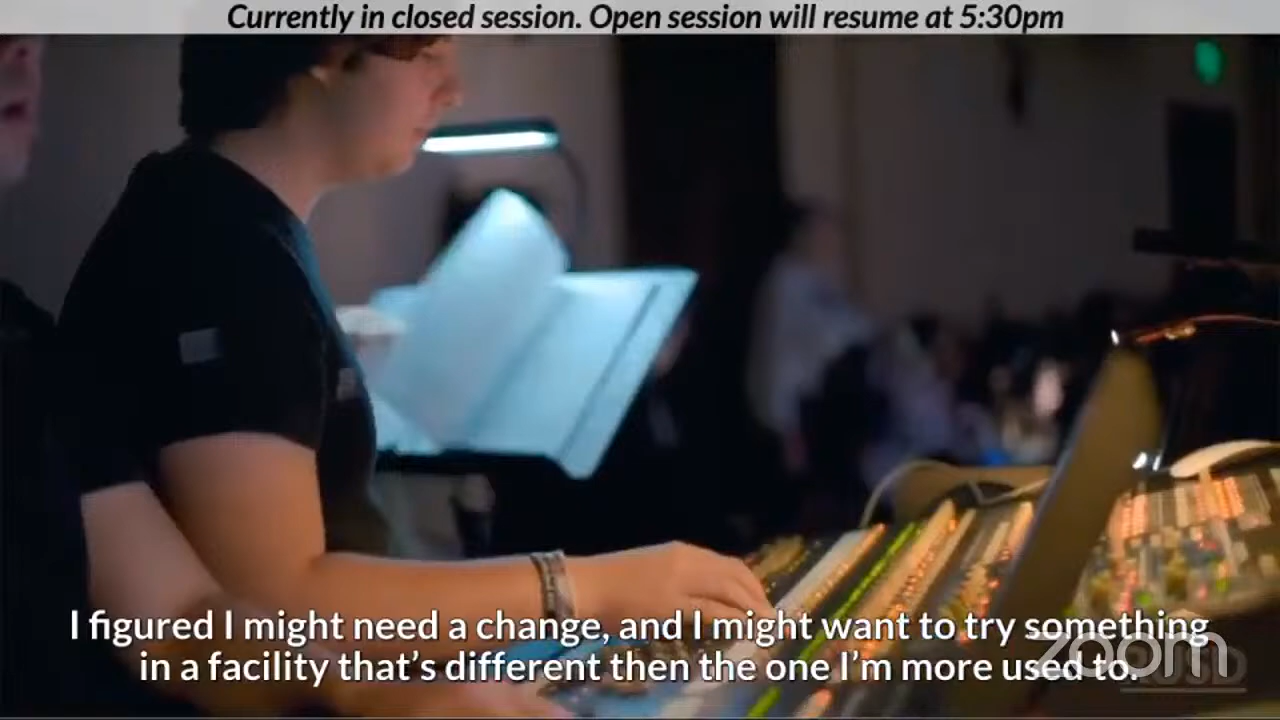 Currently in closed session. Open session will resume at 5:30pm
I figured I might need a change, and I might want to try something
in a facility that's different then the one I'm more used to.
zoom